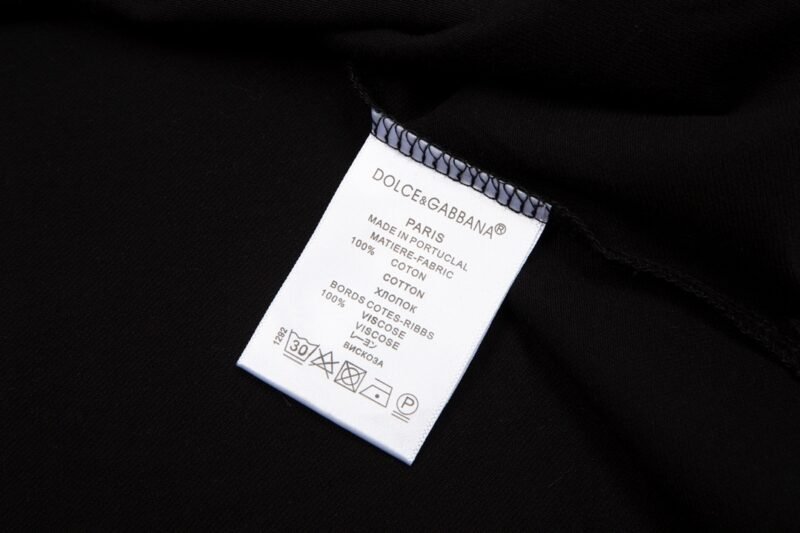 DOLCE&GABBANA®
PARIS
MADE IN PORTUCLAL
MATIERE-FABRIC
100% COTON
COTTON
ХЛОПОК
BORDS COTES-RIBBS
100% VISCOSE
VISCOSE
レーヨン
ВИСКОЗА
1292
30
P